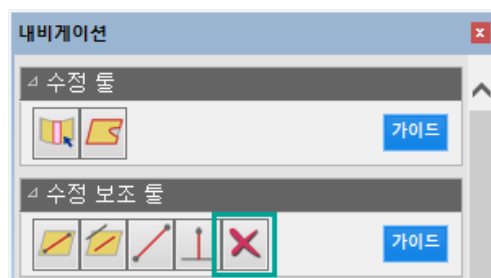 내비게이션
수정 툴
가이드
수정 보조 툴
가이드